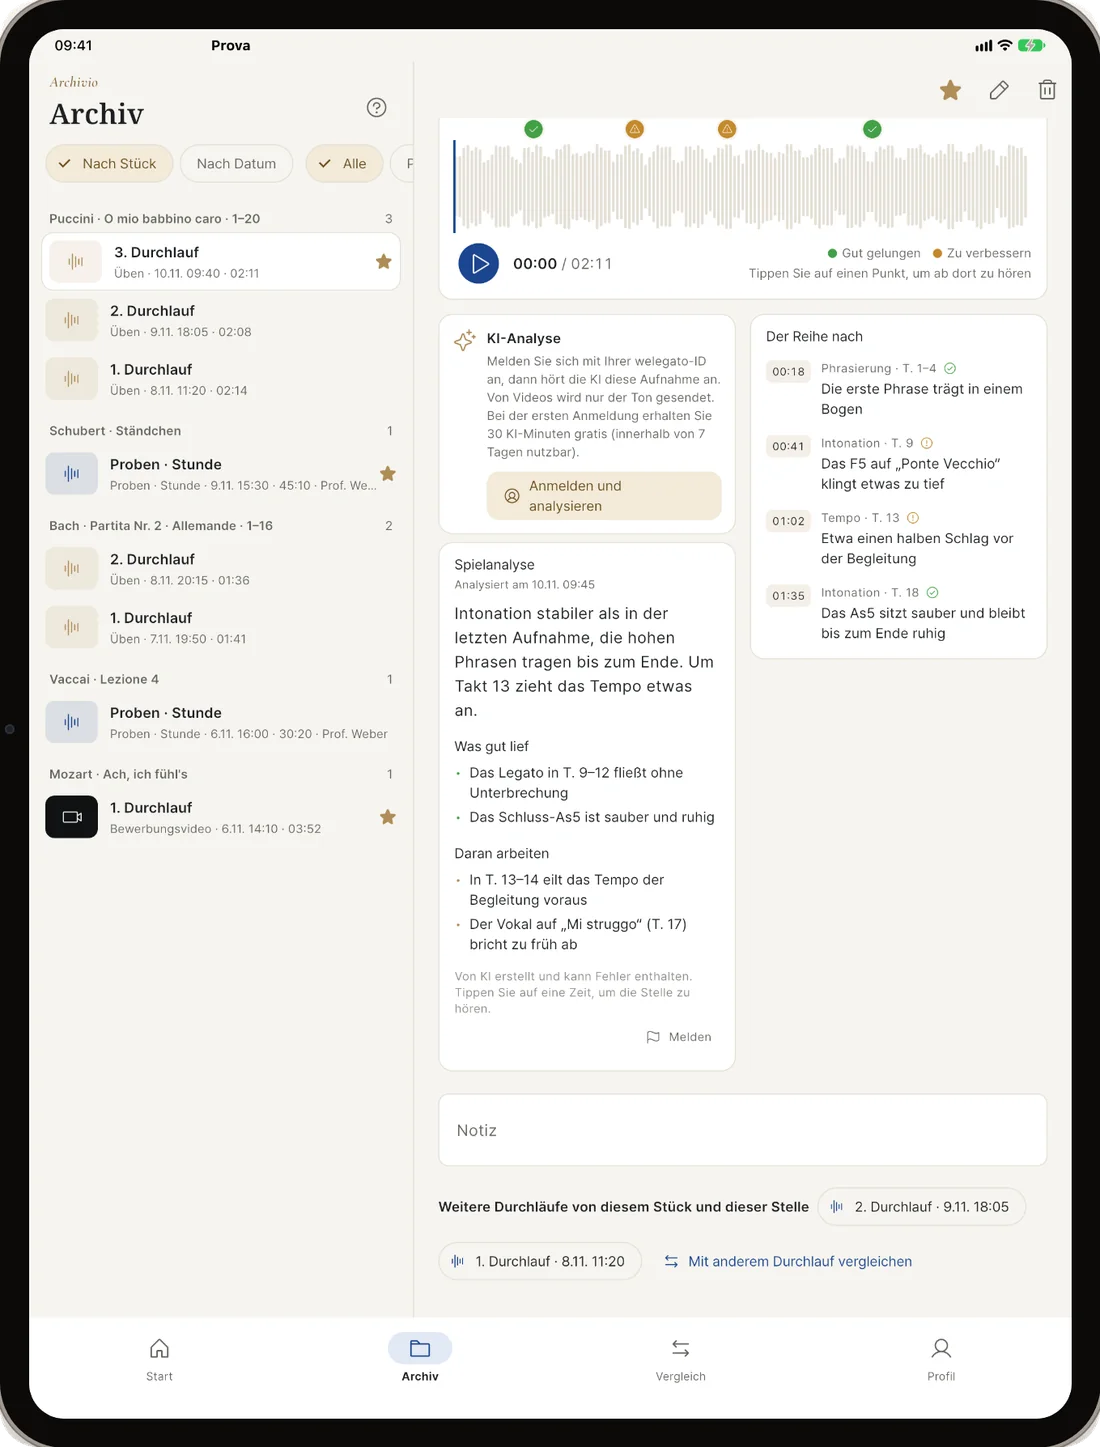 09:41
Prova
Archivio
Archiv
Nach Stück
Nach Datum
Alle
Puccini · O mio babbino caro · 1–20
3
3. Durchlauf
Üben · 10.11. 09:40 · 02:11
2. Durchlauf
Üben · 9.11. 18:05 · 02:08
1. Durchlauf
Üben · 8.11. 11:20 · 02:14
Schubert · Ständchen
1
Proben · Stunde
Proben · Stunde · 9.11. 15:30 · 45:10 · Prof. We...
Bach · Partita Nr. 2 · Allemande · 1–16
2
2. Durchlauf
Üben · 8.11. 20:15 · 01:36
1. Durchlauf
Üben · 7.11. 19:50 · 01:41
Vaccai · Lezione 4
1
Proben · Stunde
Proben · Stunde · 6.11. 16:00 · 30:20 · Prof. Weber
Mozart · Ach, ich fühl's
1
1. Durchlauf
Bewerbungsvideo · 6.11. 14:10 · 03:52
00:00 / 02:11
Gut gelungen
Zu verbessern
Tippen Sie auf einen Punkt, um ab dort zu hören
KI-Analyse
Melden Sie sich mit Ihrer welegato-ID
an, dann hört die KI diese Aufnahme an.
Von Videos wird nur der Ton gesendet.
Bei der ersten Anmeldung erhalten Sie
30 KI-Minuten gratis (innerhalb von 7
Tagen nutzbar).
Anmelden und
analysieren
Spielanalyse
Analysiert am 10.11. 09:45
Intonation stabiler als in der
letzten Aufnahme, die hohen
Phrasen tragen bis zum Ende. Um
Takt 13 zieht das Tempo etwas
an.
Was gut lief
• Das Legato in T. 9–12 fließt ohne
Unterbrechung
• Das Schluss-As5 ist sauber und ruhig
Daran arbeiten
• In T. 13–14 eilt das Tempo der
Begleitung voraus
• Der Vokal auf „Mi struggo“ (T. 17)
bricht zu früh ab
Von KI erstellt und kann Fehler enthalten.
Tippen Sie auf eine Zeit, um die Stelle zu
hören.
Melden
Der Reihe nach
00:18
Phrasierung · T. 1–4
Die erste Phrase trägt in einem
Bogen
00:41
Intonation · T. 9
Das F5 auf „Ponte Vecchio“
klingt etwas zu tief
01:02
Tempo · T. 13
Etwa einen halben Schlag vor
der Begleitung
01:35
Intonation · T. 18
Das As5 sitzt sauber und bleibt
bis zum Ende ruhig
Notiz
Weitere Durchläufe von diesem Stück und dieser Stelle
2. Durchlauf · 9.11. 18:05
1. Durchlauf · 8.11. 11:20
Mit anderem Durchlauf vergleichen
Start
Archiv
Vergleich
Profil